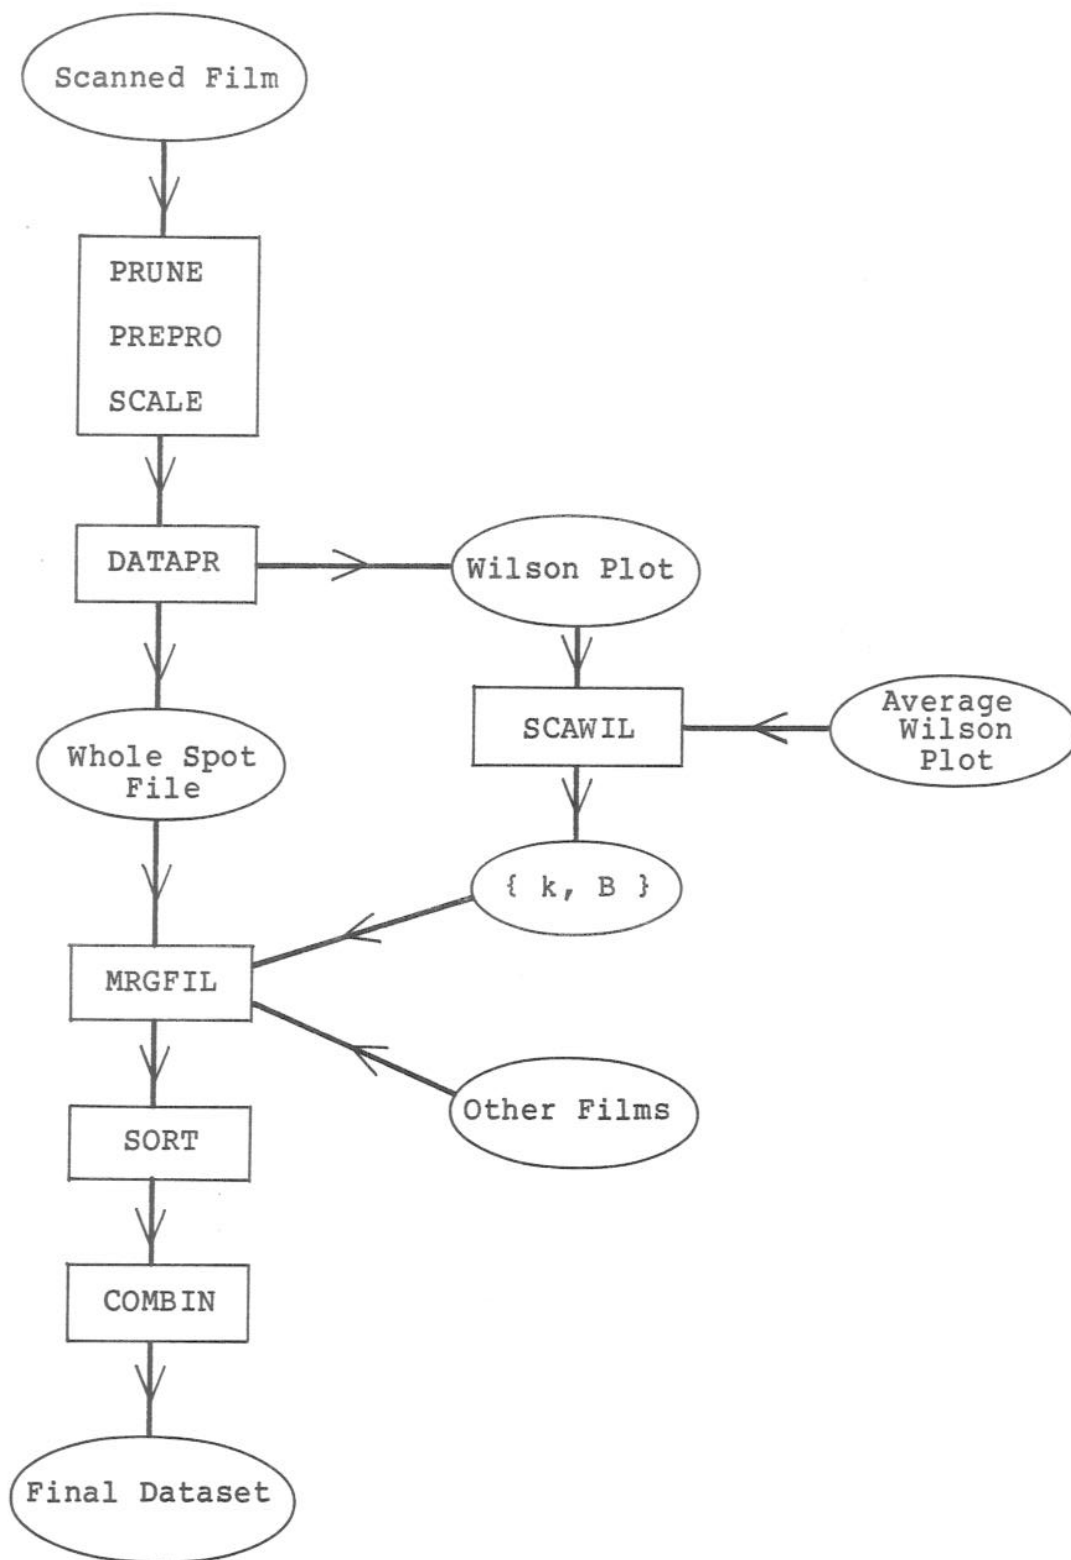 Scanned Film
PRUNE
PREPRO
SCALE
DATAPR
Wilson Plot
SCAWIL
Average
Wilson
Plot
Whole Spot
File
{ k, B }
MRGFIL
Other Films
SORT
COMBIN
Final Dataset